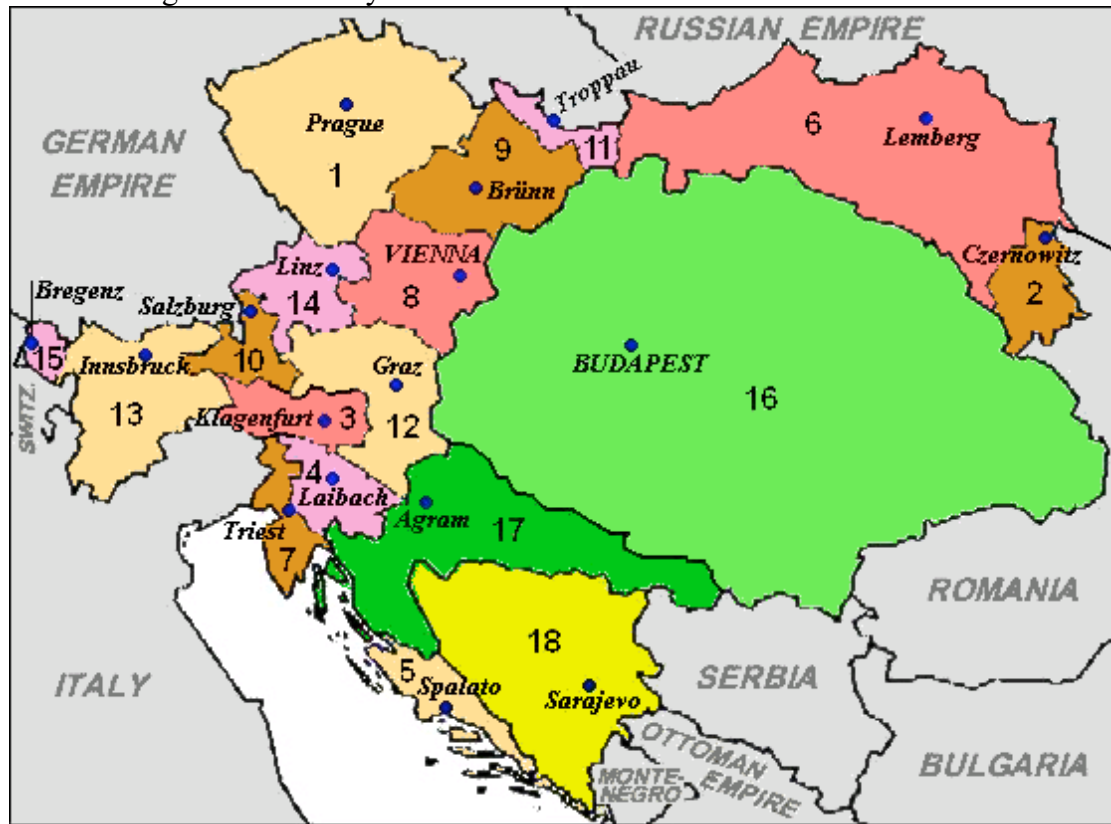 RUSSIAN EMPIRE
Troppau
Prague
6
Lemberg
GERMAN
EMPIRE
9
11
1
Brünn
VIENNA
Czernowitz
Linz
Bregenz
8
2
14
Salzburg
15
Innsbruck
10
Graz
BUDAPEST
16
SWITZ.
13
Klagenfurt
3
12
4
Laibach
Agram
17
Triest
7
ROMANIA
18
5
ITALY
Spalato
Sarajevo
SERBIA
OTTOMAN
EMPIRE
MONTE-
NEGRO
BULGARIA